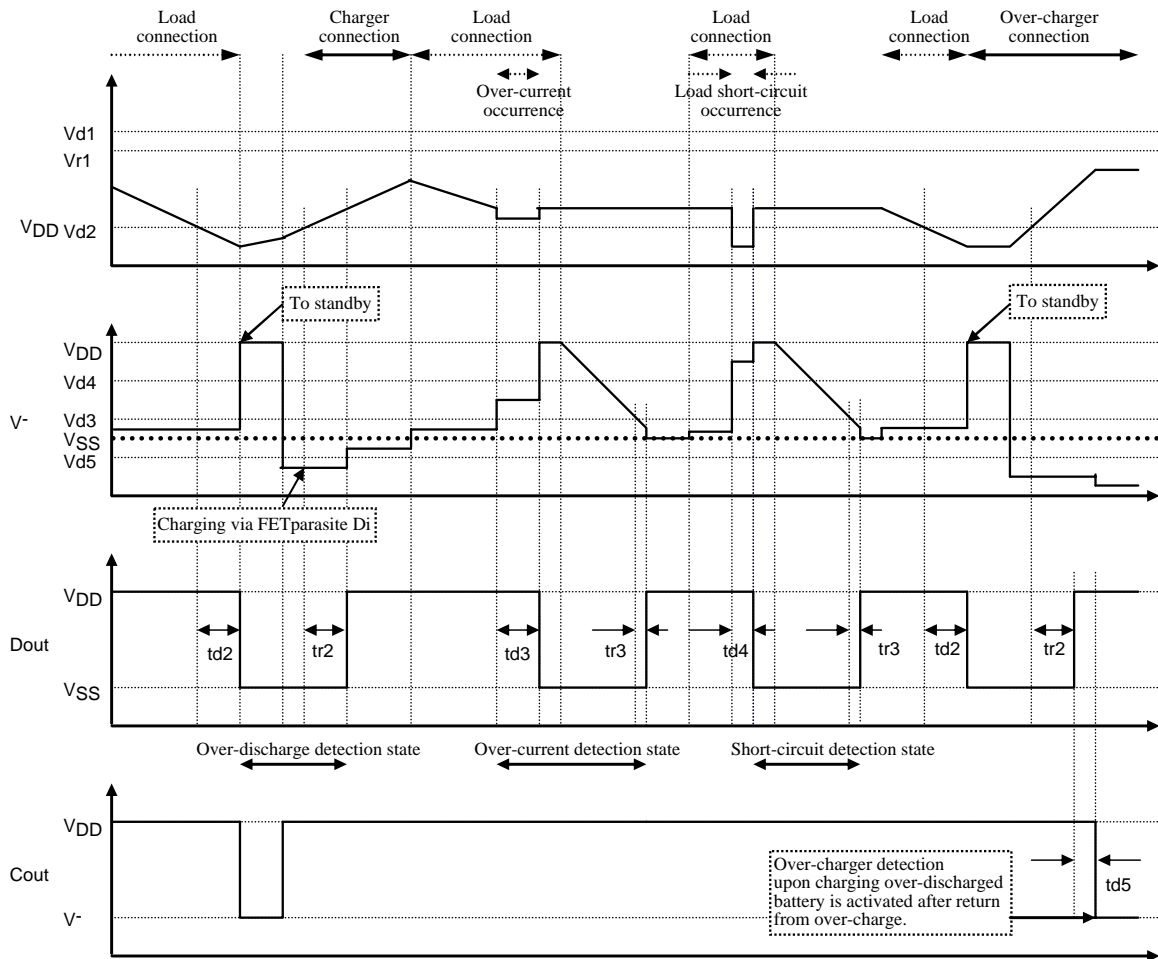 Load
connection
Charger
connection
Load
connection
Load
connection
Load
connection
Over-charger
connection
Over-current
occurrence
Load short-circuit
occurrence
Vd1
Vr1
VDD Vd2
To standby
To standby
VDD
Vd4
V-
Vd3
VSS
Vd5
Charging via FETparasite Di
VDD
Dout
td2
tr2
td3
tr3
td4
tr3
td2
tr2
VSS
Over-discharge detection state
Over-current detection state
Short-circuit detection state
VDD
Cout
Over-charger detection
upon charging over-discharged
battery is activated after return
from over-charge.
td5
V-